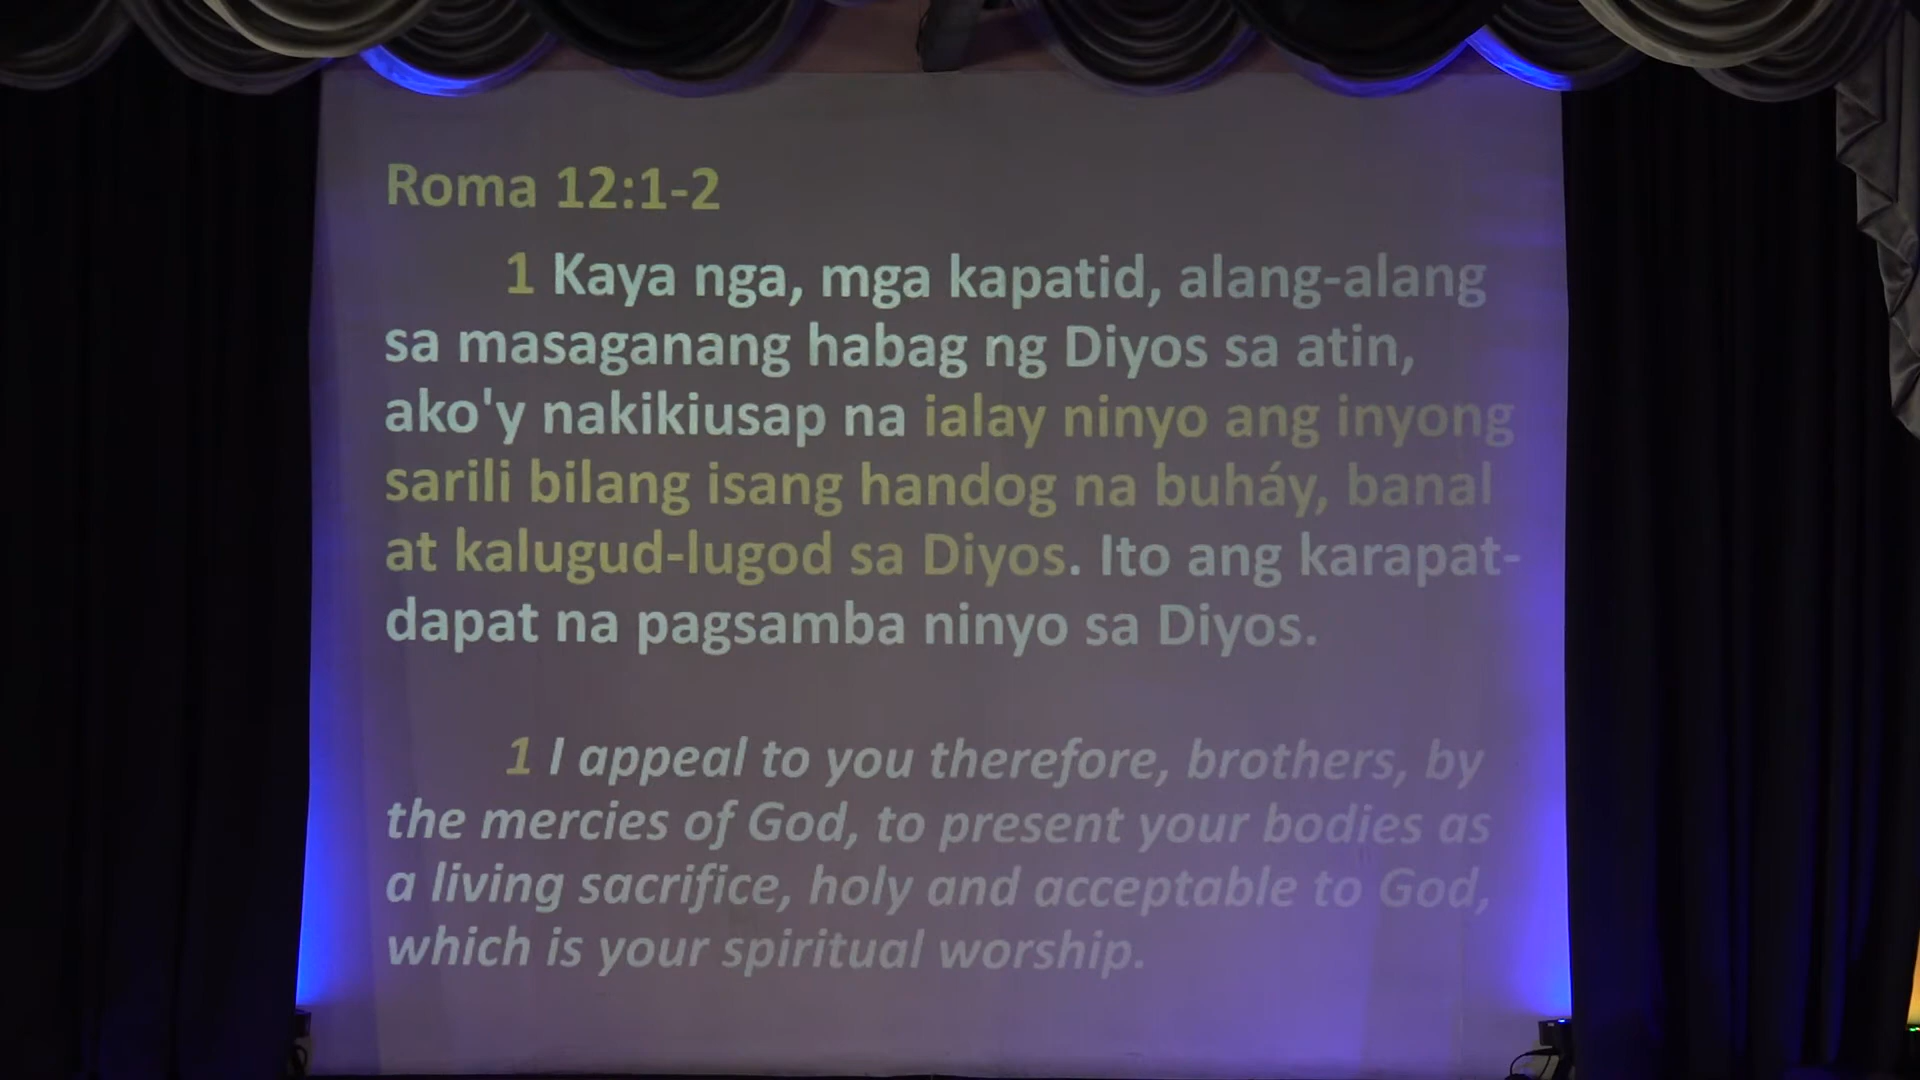 Roma 12:1-2
1 Kaya nga, mga kapatid, alang-alang
sa masaganang habag ng Diyos sa atin,
ako'y nakikiusap na ialay ninyo ang inyong
sarili bilang isang handog na buháy, banal
at kalugud-lugod sa Diyos. Ito ang karapat-
dapat na pagsamba ninyo sa Diyos.
1 I appeal to you therefore, brothers, by
the mercies of God, to present your bodies as
a living sacrifice, holy and acceptable to God,
which is your spiritual worship.